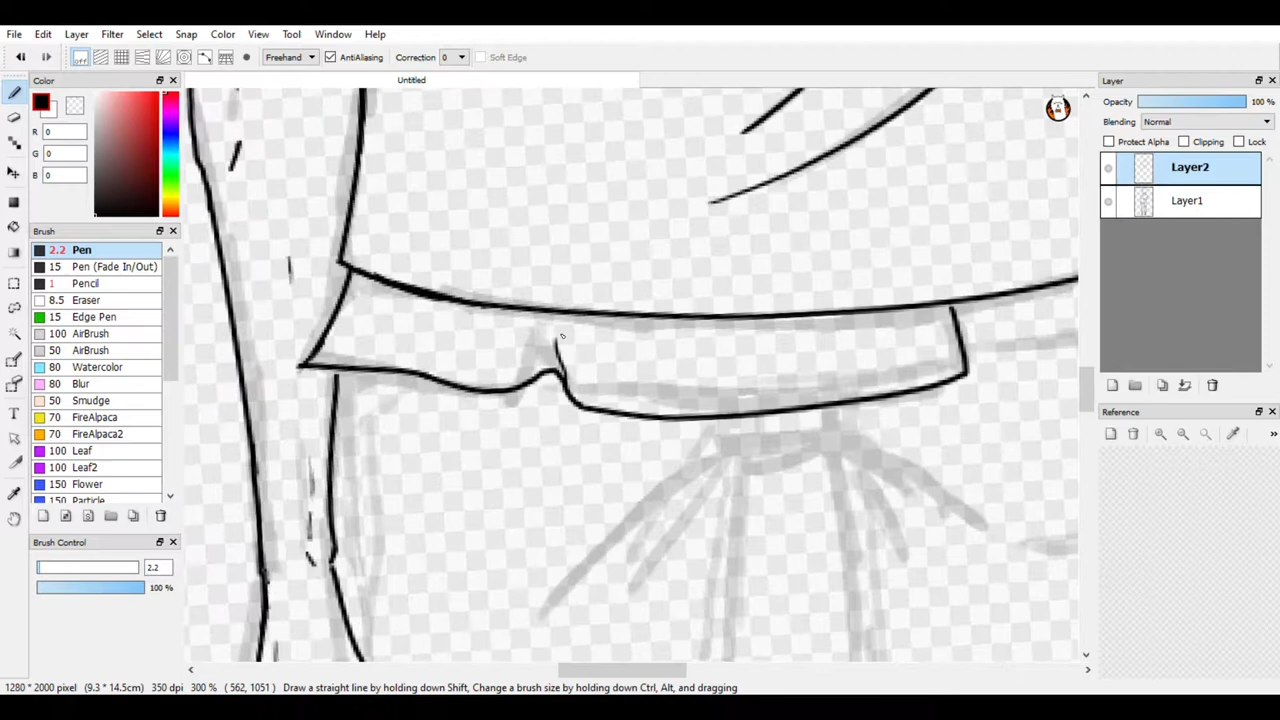 File Edit Layer Filter Select Snap Color View Tool Window Help
off Freehand AntiAliasing Correction 0 Soft Edge
Color Untitled Layer
Opacity 100 %
Blending Normal
Protect Alpha Clipping Lock
R 0
G 0
B 0
Layer2
Layer1
Brush
2.2 Pen
15 Pen (Fade In/Out)
1 Pencil
8.5 Eraser
15 Edge Pen
100 AirBrush
50 AirBrush
80 Watercolor
80 Blur
50 Smudge
70 FireAlpaca
70 FireAlpaca2
100 Leaf
100 Leaf2
150 Flower
150 Particle
Brush Control
2.2
100 %
Reference
»
1280 * 2000 pixel (9.3 * 14.5cm) 350 dpi 300 % ( 562, 1051 ) Draw a straight line by holding down Shift, Change a brush size by holding down Ctrl, Alt, and dragging